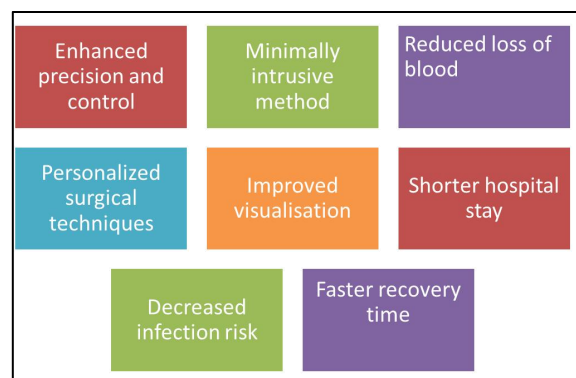 Enhanced
precision and
control
Minimally
intrusive
method
Reduced loss of
blood
Personalized
surgical
techniques
Improved
visualisation
Shorter hospital
stay
Decreased
infection risk
Faster recovery
time